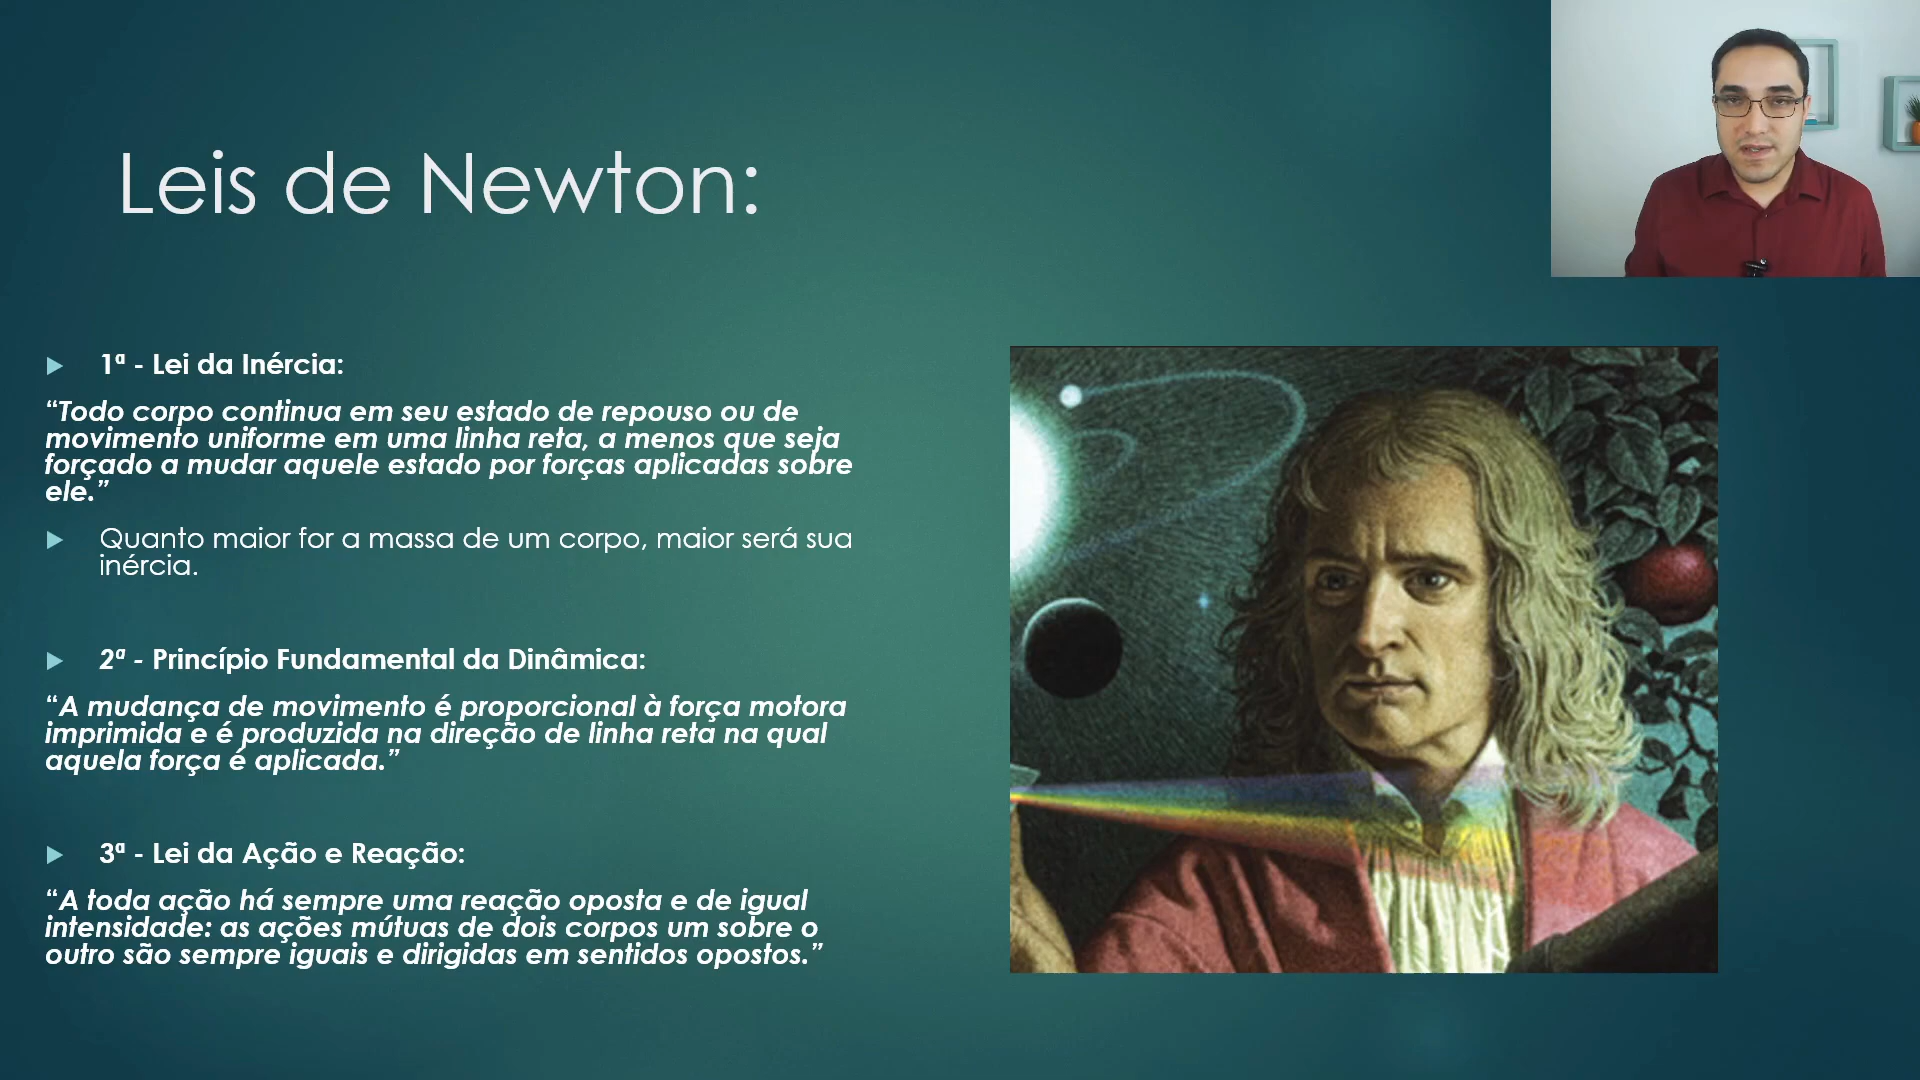 Leis de Newton:
1ª - Lei da Inércia:
“Todo corpo continua em seu estado de repouso ou de
movimento uniforme em uma linha reta, a menos que seja
forçado a mudar aquele estado por forças aplicadas sobre
ele.”
Quanto maior for a massa de um corpo, maior será sua
inércia.
2ª - Princípio Fundamental da Dinâmica:
“A mudança de movimento é proporcional à força motora
imprimida e é produzida na direção de linha reta na qual
aquela força é aplicada.”
3ª - Lei da Ação e Reação:
“A toda ação há sempre uma reação oposta e de igual
intensidade: as ações mútuas de dois corpos um sobre o
outro são sempre iguais e dirigidas em sentidos opostos.”